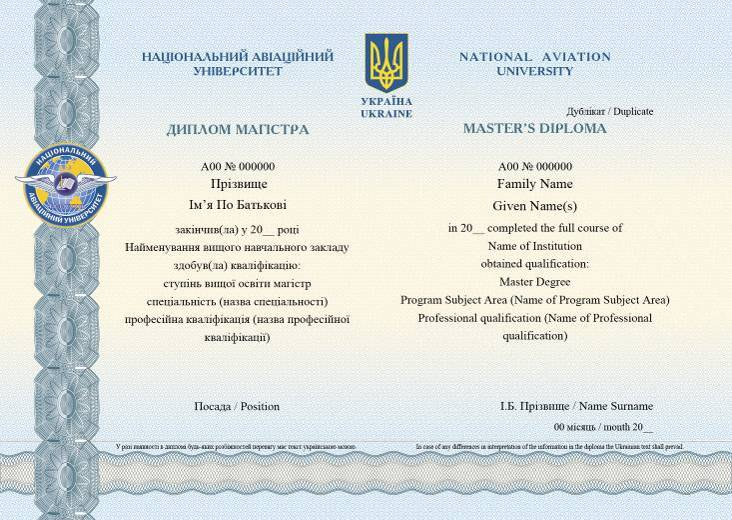 НАЦІОНАЛЬНИЙ АВІАЦІЙНИЙ
УНІВЕРСИТЕТ
УКРАЇНА
UKRAINE
NATIONAL AVIATION
UNIVERSITY
Дублікат / Duplicate
ДИПЛОМ МАГІСТРА
А00 № 000000
Прізвище
Ім’я По Батькові
закінчив(ла) у 20__ році
Найменування вищого навчального закладу
здобув(ла) кваліфікацію:
ступінь вищої освіти магістр
спеціальність (назва спеціальності)
професійна кваліфікація (назва професійної
кваліфікації)
MASTER’S DIPLOMA
A00 № 000000
Family Name
Given Name(s)
in 20__ completed the full course of
Name of Institution
obtained qualification:
Master Degree
Program Subject Area (Name of Program Subject Area)
Professional qualification (Name of Professional
qualification)
НАЦІОНАЛЬНИЙ
АВІАЦІЙНИЙ УНІВЕРСИТЕТ
Посада / Position
І.Б. Прізвище / Name Surname
00 місяць / month 20__
У разі наявності в дипломі будь-яких розбіжностей перевагу має текст українською мовою.
In case of any differences in interpretation of the information in the diploma the Ukrainian text shall prevail.